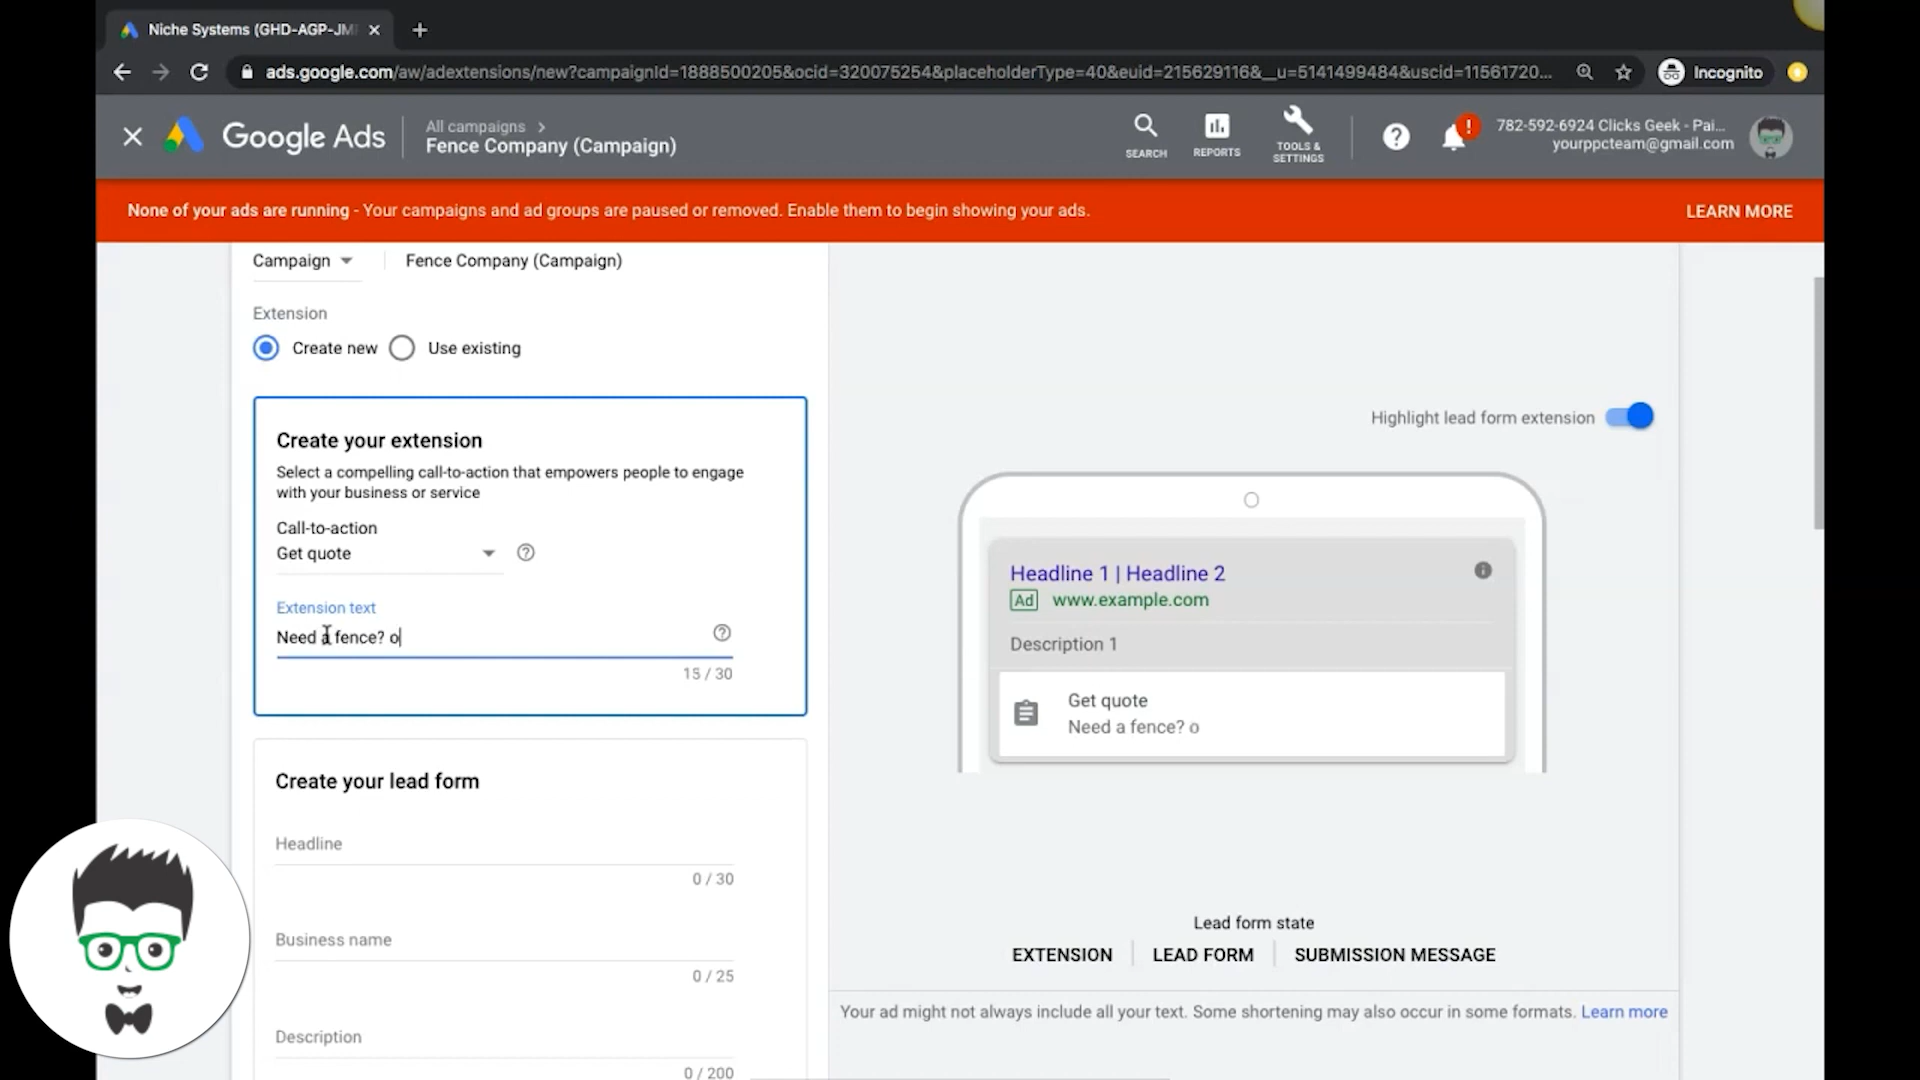 Niche Systems (GHD-AGP-JM
ads.google.com/aw/adextensions/new?campaignId=1888500205&ocid=320075254&placeholderType=40&euid=215629116&__u=5141499484&uscid=11561720...
Incognito
Google Ads
All campaigns
Fence Company (Campaign)
SEARCH
REPORTS
TOOLS &
SETTINGS
782-592-6924 Clicks Geek - Pai...
yourppcteam@gmail.com
None of your ads are running - Your campaigns and ad groups are paused or removed. Enable them to begin showing your ads.
LEARN MORE
Campaign
Fence Company (Campaign)
Extension
Create new
Use existing
Create your extension
Select a compelling call-to-action that empowers people to engage
with your business or service
Call-to-action
Get quote
Extension text
Need a fence? o
15 / 30
Create your lead form
Headline
0 / 30
Business name
0 / 25
Description
0 / 200
Highlight lead form extension
Headline 1 | Headline 2
Ad www.example.com
Description 1
Get quote
Need a fence? o
Lead form state
EXTENSION
LEAD FORM
SUBMISSION MESSAGE
Your ad might not always include all your text. Some shortening may also occur in some formats. Learn more